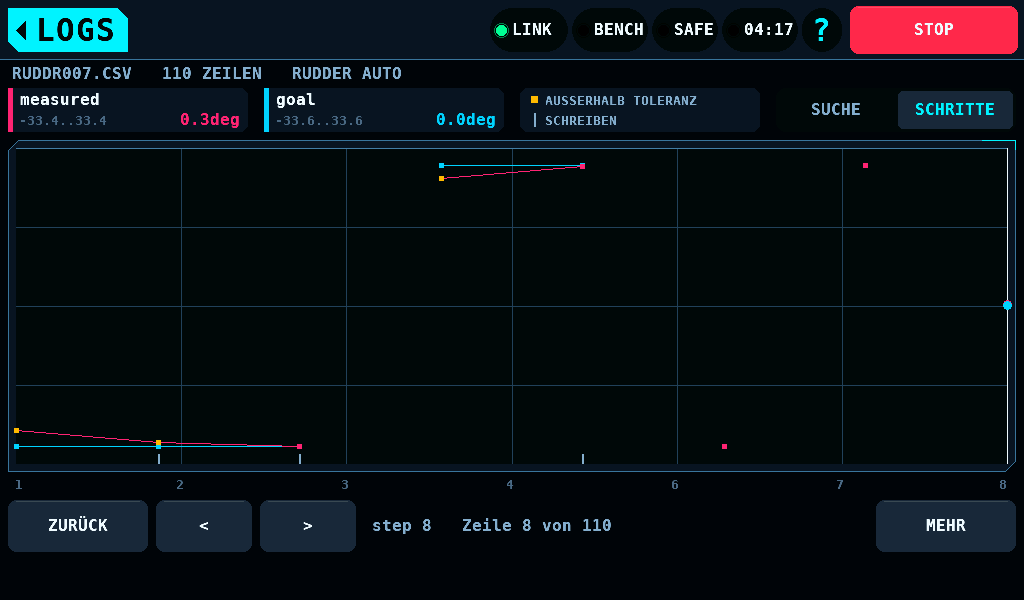 LOGS
LINK
BENCH
SAFE
04:17
?
STOP
RUDDR007.CSV 110 ZEILEN RUDDER AUTO
measured
-33.4..33.4
0.3deg
goal
-33.6..33.6
0.0deg
AUSSERHALB TOLERANZ
SCHREIBEN
SUCHE
SCHRITTE
1 2 3 4 6 7 8
ZURÜCK
<
>
step 8 Zeile 8 von 110
MEHR